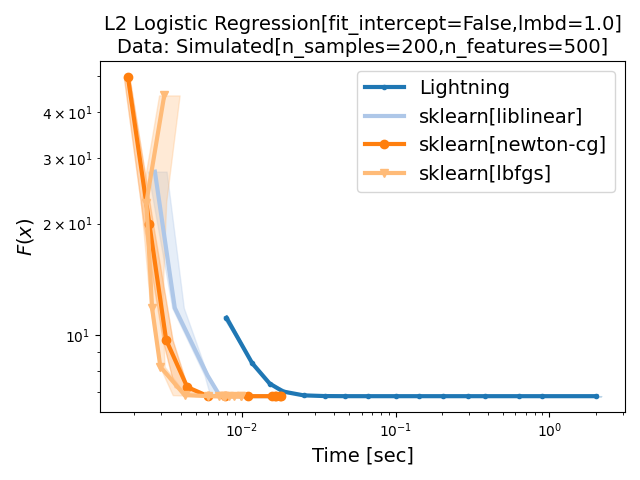 L2 Logistic Regression[fit_intercept=False,lmbd=1.0]
Data: Simulated[n_samples=200,n_features=500]
Lightning
sklearn[liblinear]
sklearn[newton-cg]
sklearn[lbfgs]
F(x)
4 × 10¹
3 × 10¹
2 × 10¹
10¹
10⁻²
10⁻¹
10⁰
Time [sec]